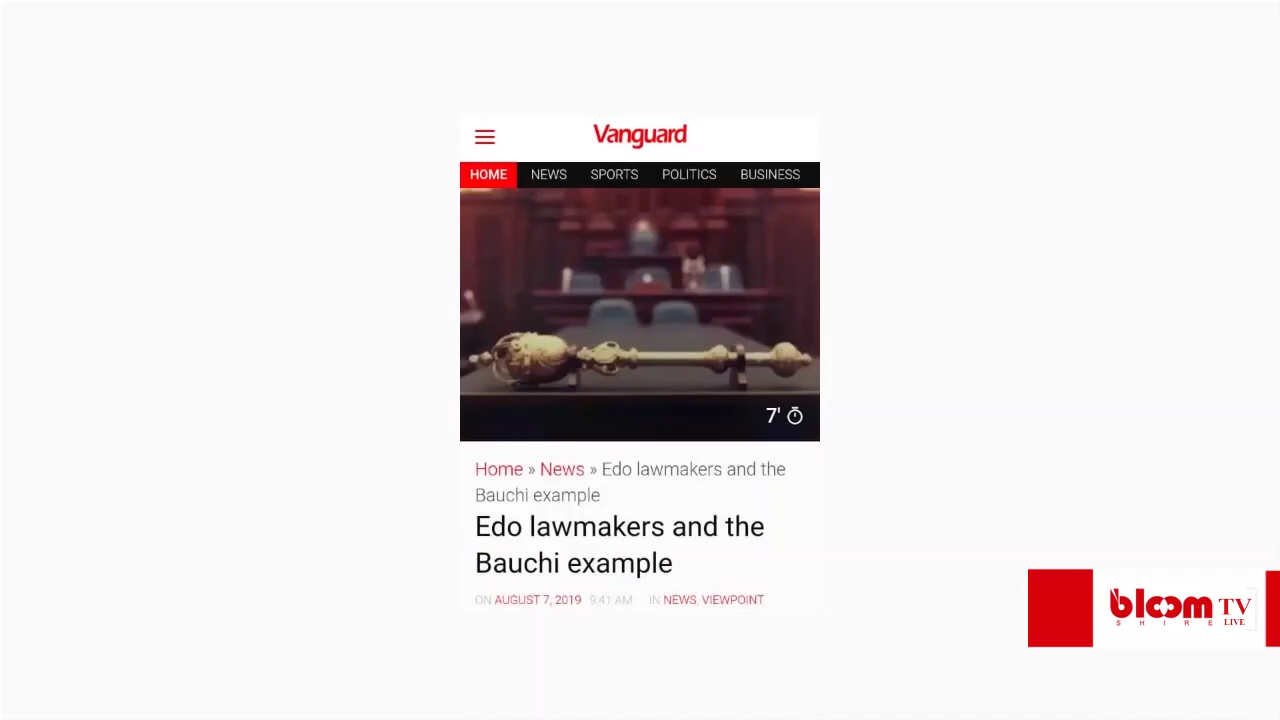 Vanguard
HOME NEWS SPORTS POLITICS BUSINESS
7'
Home » News » Edo lawmakers and the
Bauchi example
Edo lawmakers and the
Bauchi example
ON AUGUST 7, 2019 9:41 AM IN NEWS, VIEWPOINT
bloom TV
SHIRE LIVE